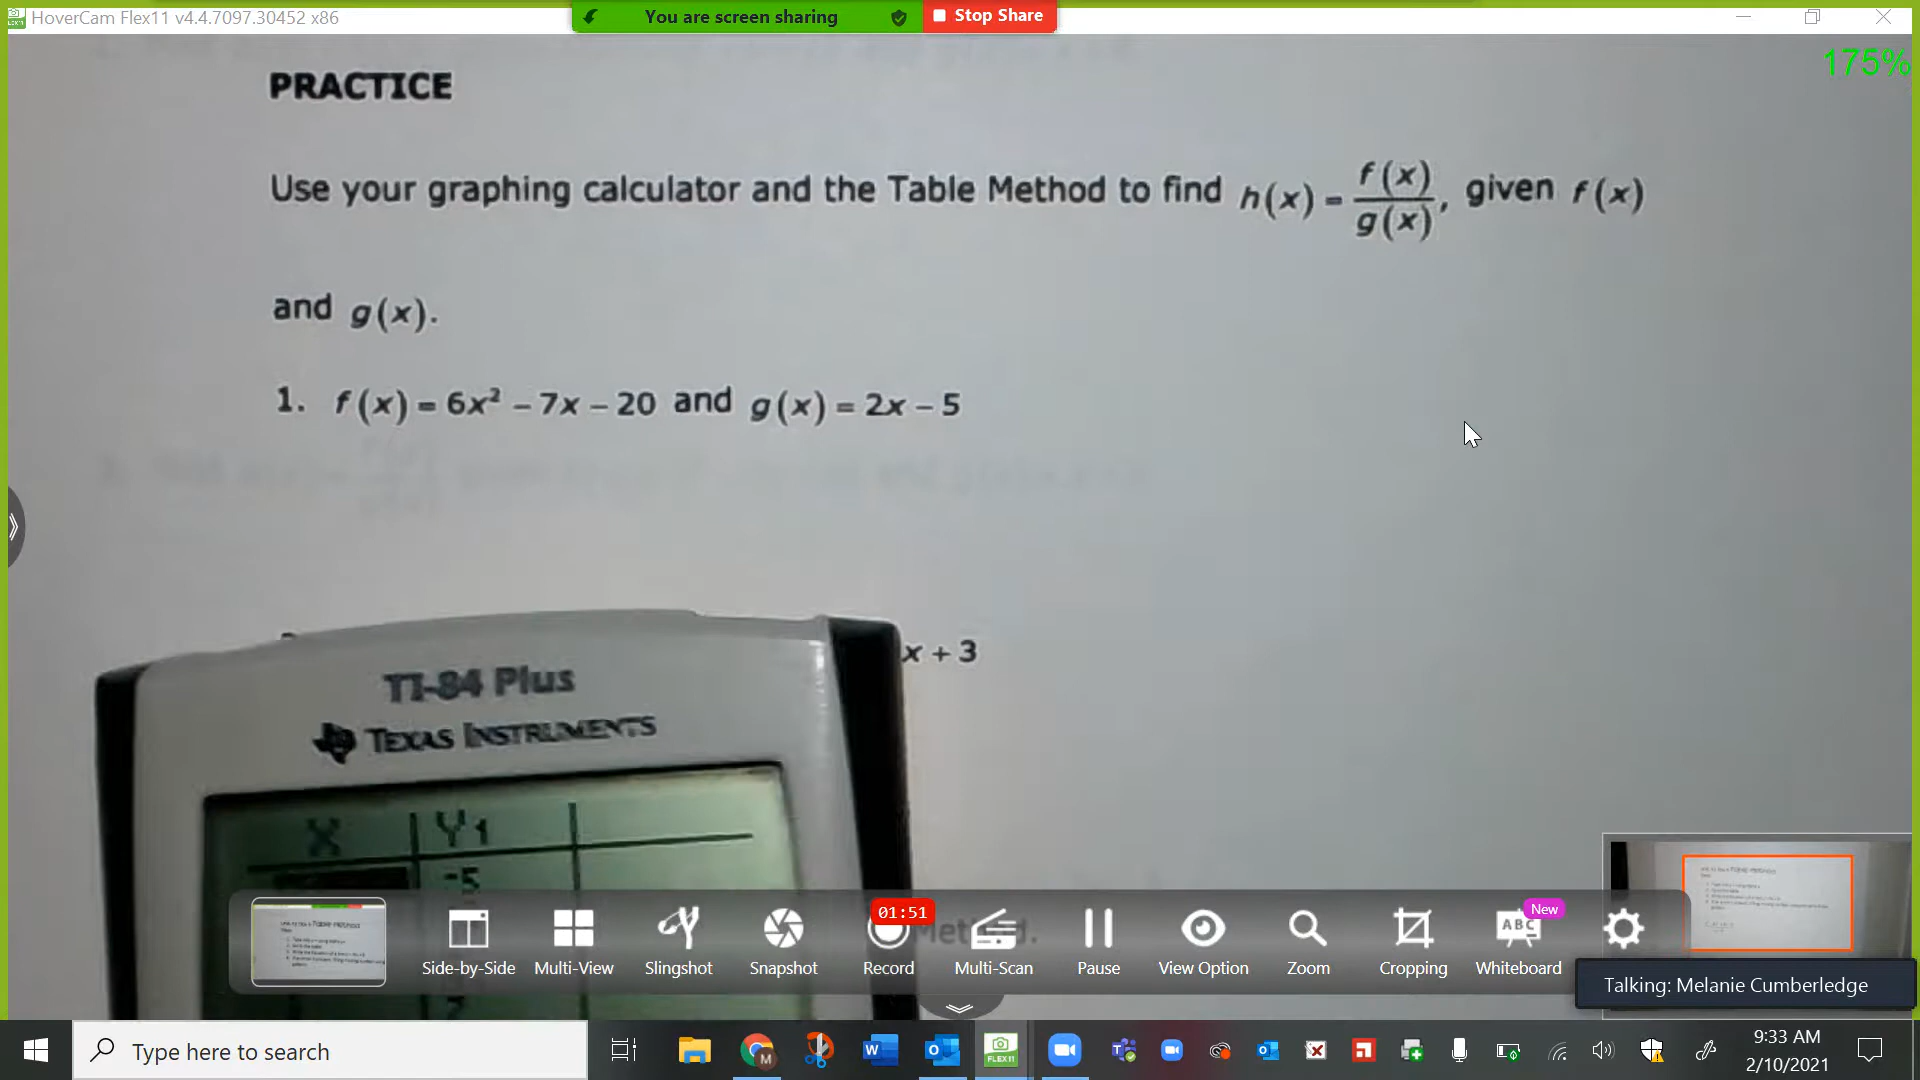 HoverCam Flex11 v4.4.7097.30452 x86
You are screen sharing
Stop Share
175%
PRACTICE
Use your graphing calculator and the Table Method to find h(x) = f(x)/g(x), given f(x)
and g(x).
1. f(x) = 6x² − 7x − 20 and g(x) = 2x − 5
x + 3
TI-84 Plus
TEXAS INSTRUMENTS
X Y1
-5
Method.
01:51
New
Side-by-Side Multi-View Slingshot Snapshot Record Multi-Scan Pause View Option Zoom Cropping Whiteboard
ABC
Talking: Melanie Cumberledge
Type here to search
FLEX11
9:33 AM
2/10/2021